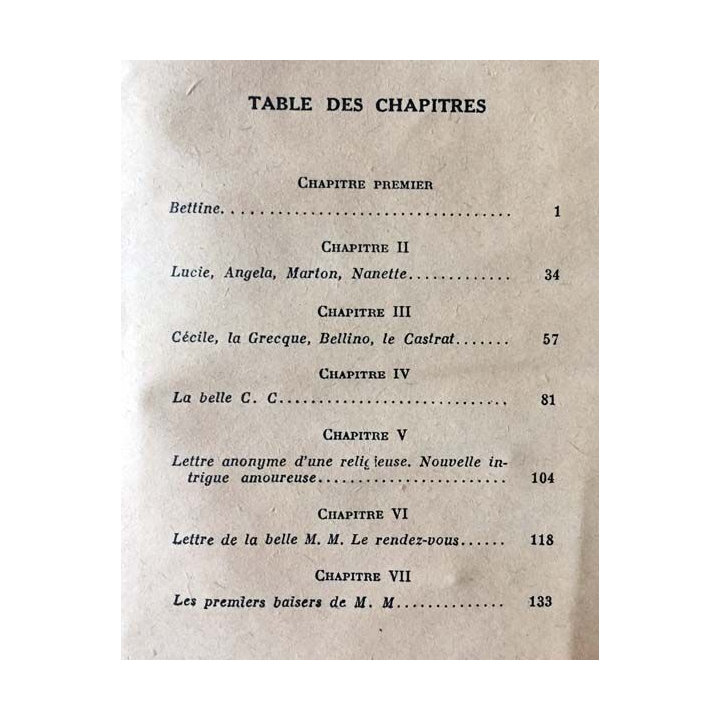 TABLE DES CHAPITRES
CHAPITRE PREMIER
Bettine. . . . . . . . . . . . . . . . . . . . . . . . . . . . . . . . 1
CHAPITRE II
Lucie, Angela, Marton, Nanette............. 34
CHAPITRE III
Cécile, la Grecque, Bellino, le Castrat....... 57
CHAPITRE IV
La belle C. C............................. 81
CHAPITRE V
Lettre anonyme d'une religieuse. Nouvelle in-
trigue amoureuse........................ 104
CHAPITRE VI
Lettre de la belle M. M. Le rendez-vous...... 118
CHAPITRE VII
Les premiers baisers de M. M.............. 133